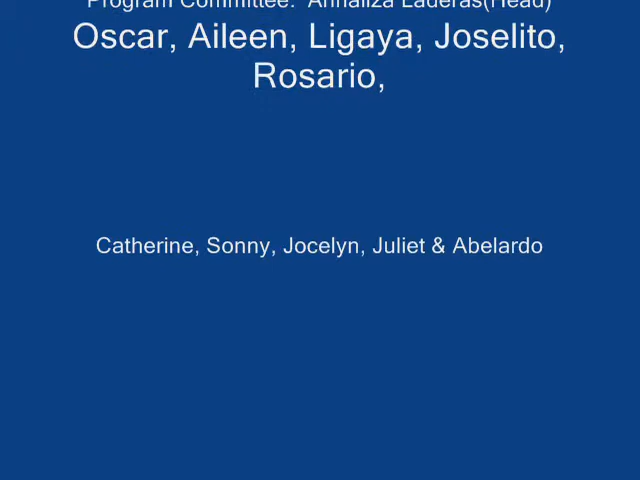 Program Committee: Annaliza Laderas(Head)
Oscar, Aileen, Ligaya, Joselito,
Rosario,
Catherine, Sonny, Jocelyn, Juliet & Abelardo